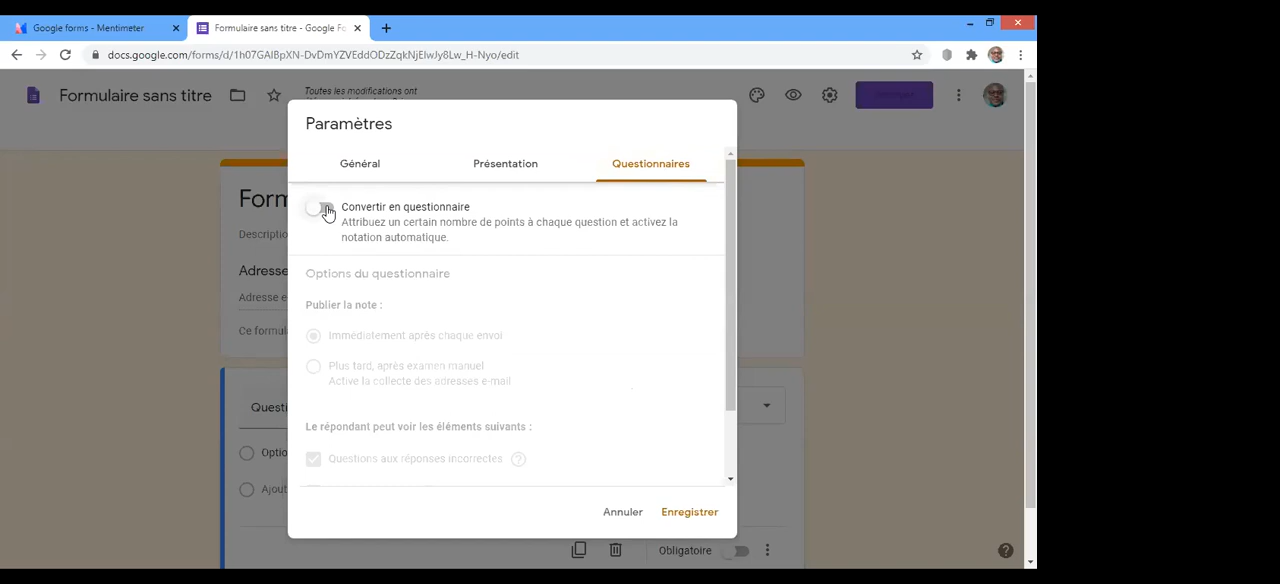 Google forms - Mentimeter
Formulaire sans titre - Google Fo
docs.google.com/forms/d/1h07GAlBpXN-DvDmYZVEddODzZqkNjElwJy8Lw_H-Nyo/edit
Formulaire sans titre
Toutes les modifications ont
Paramètres
Général
Présentation
Questionnaires
Form
Convertir en questionnaire
Attribuez un certain nombre de points à chaque question et activez la
notation automatique.
Description
Adresse
Options du questionnaire
Adresse e
Publier la note :
Ce formul
Immédiatement après chaque envoi
Plus tard, après examen manuel
Active la collecte des adresses e-mail
Questi
Le répondant peut voir les éléments suivants :
Optio
Questions aux réponses incorrectes
Ajout
Annuler
Enregistrer
Obligatoire